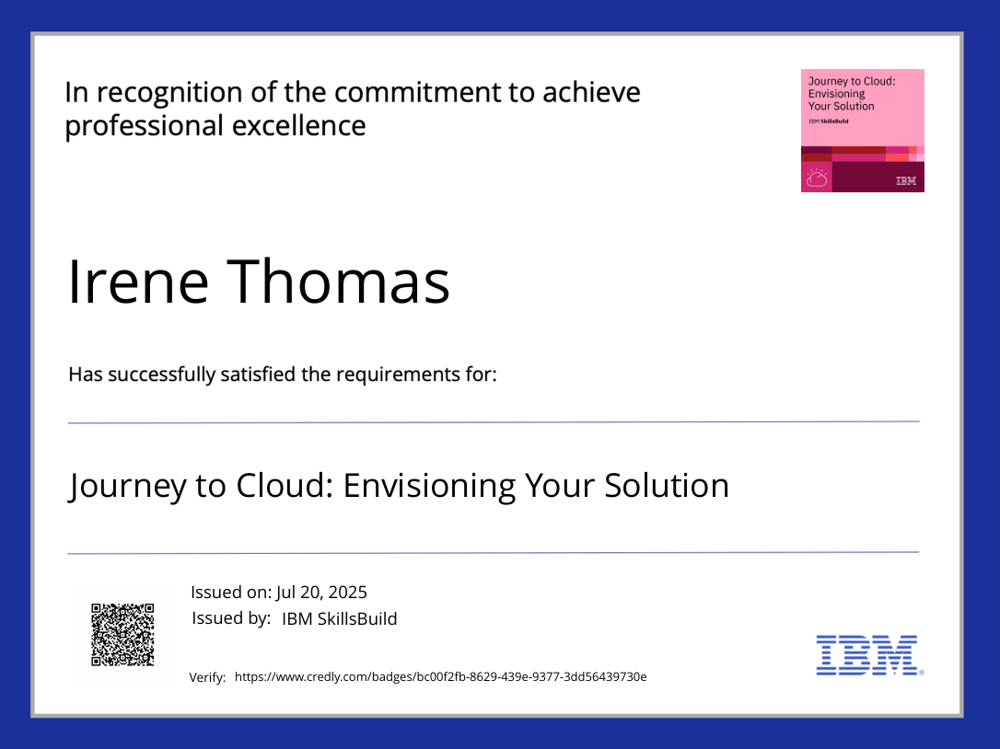 In recognition of the commitment to achieve
professional excellence
Journey to Cloud:
Envisioning
Your Solution
IBM SkillsBuild
IBM
Irene Thomas
Has successfully satisfied the requirements for:
Journey to Cloud: Envisioning Your Solution
Issued on: Jul 20, 2025
Issued by: IBM SkillsBuild
Verify: https://www.credly.com/badges/bc00f2fb-8629-439e-9377-3dd56439730e
IBM®